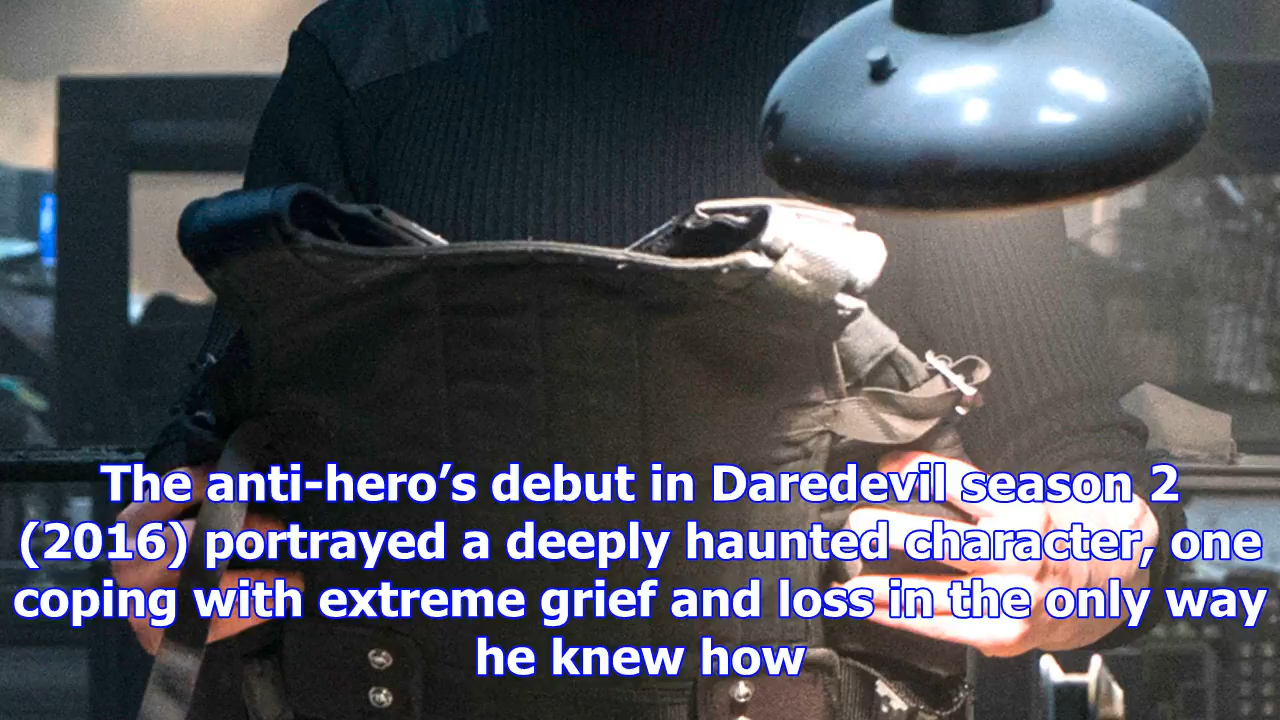 The anti-hero’s debut in Daredevil season 2
(2016) portrayed a deeply haunted character, one
coping with extreme grief and loss in the only way
he knew how